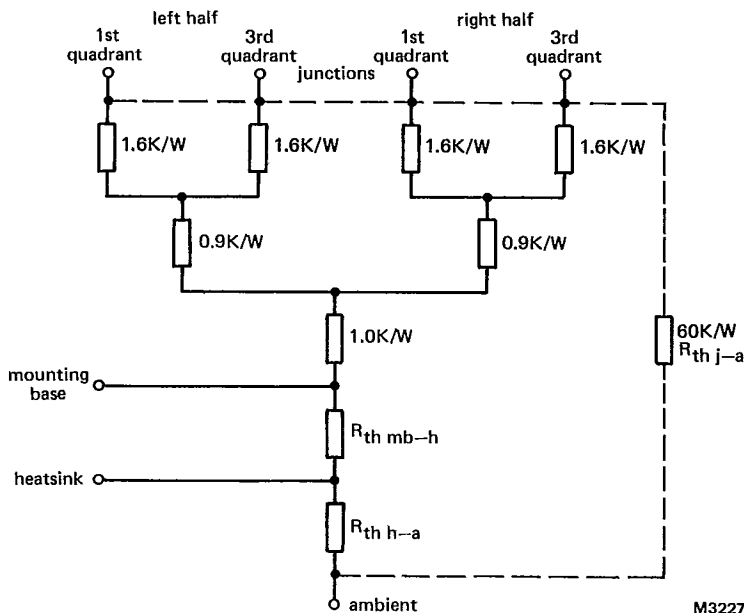 left half
right half
1st
quadrant
3rd
quadrant
junctions
1st
quadrant
3rd
quadrant
1.6K/W
1.6K/W
1.6K/W
1.6K/W
0.9K/W
0.9K/W
1.0K/W
60K/W
Rth j–a
mounting
base
Rth mb–h
heatsink
Rth h–a
ambient
M3227